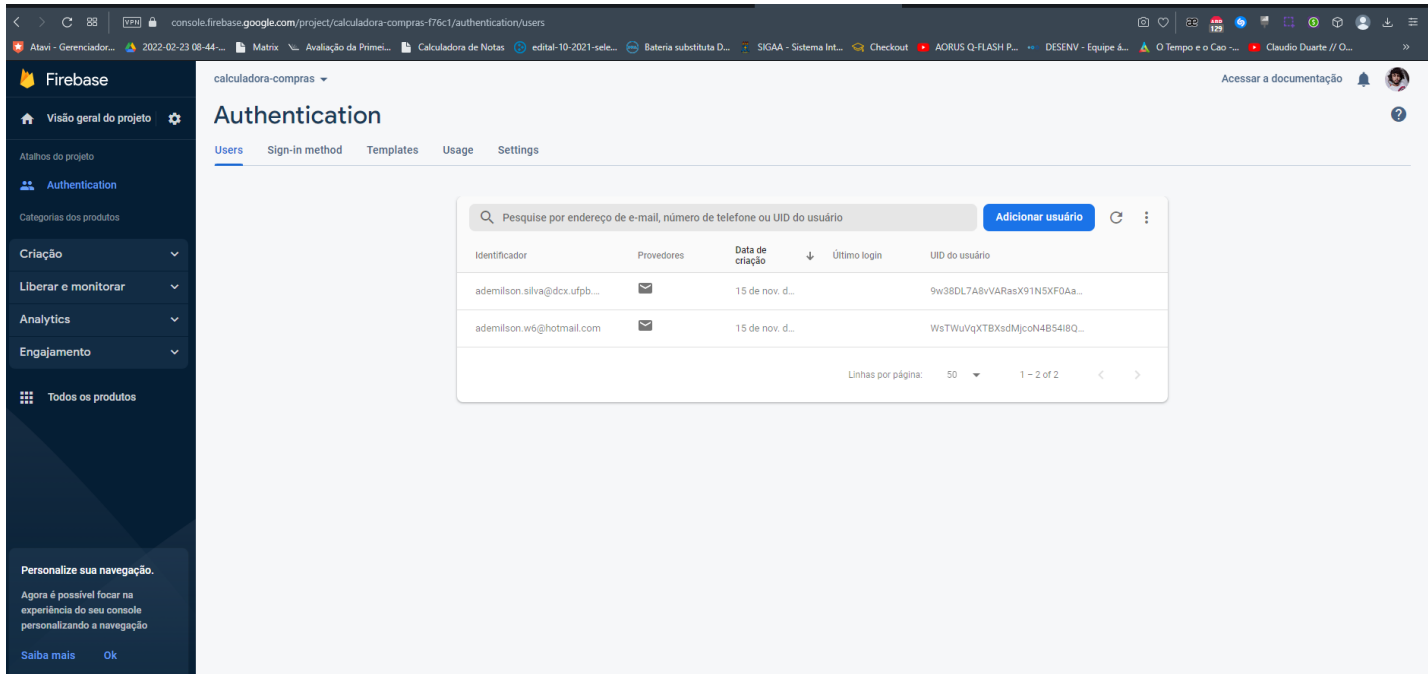 VPN console.firebase.google.com/project/calculadora-compras-f76c1/authentication/users
129
Atavi - Gerenciador... 2022-02-23 08-44-... Matrix Avaliação da Primei... Calculadora de Notas edital-10-2021-sele... Bateria substituta D... SIGAA - Sistema Int... Checkout AORUS Q-FLASH P... DESENV - Equipe á... O Tempo e o Cao -... Claudio Duarte // O... »
Firebase
calculadora-compras
Acessar a documentação
Visão geral do projeto
Authentication
Users Sign-in method Templates Usage Settings
Atalhos do projeto
Authentication
Categorias dos produtos
Criação
Liberar e monitorar
Analytics
Engajamento
Todos os produtos
Pesquise por endereço de e-mail, número de telefone ou UID do usuário
Adicionar usuário
Identificador Provedores Data de criação Último login UID do usuário
ademilson.silva@dcx.ufpb.... 15 de nov. d... 9w38DL7A8vVARasX91N5XF0Aa...
ademilson.w6@hotmail.com 15 de nov. d... WsTWuVqXTBXsdMjcoN4B54I8Q...
Linhas por página: 50 1 – 2 of 2
Personalize sua navegação.
Agora é possível focar na
experiência do seu console
personalizando a navegação
Saiba mais Ok